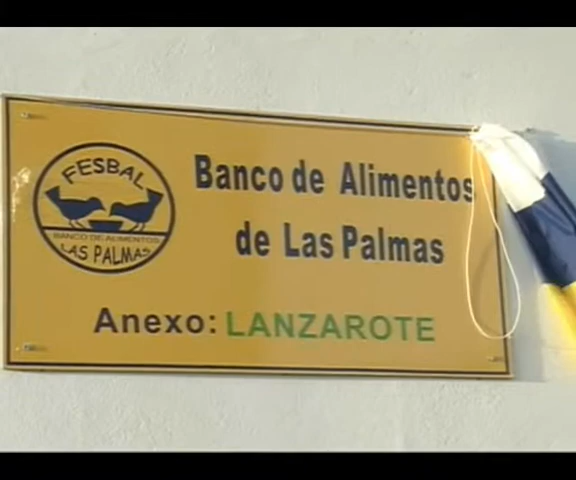 FESBAL
BANCO DE ALIMENTOS
LAS PALMAS
Banco de Alimentos
de Las Palmas
Anexo: LANZAROTE